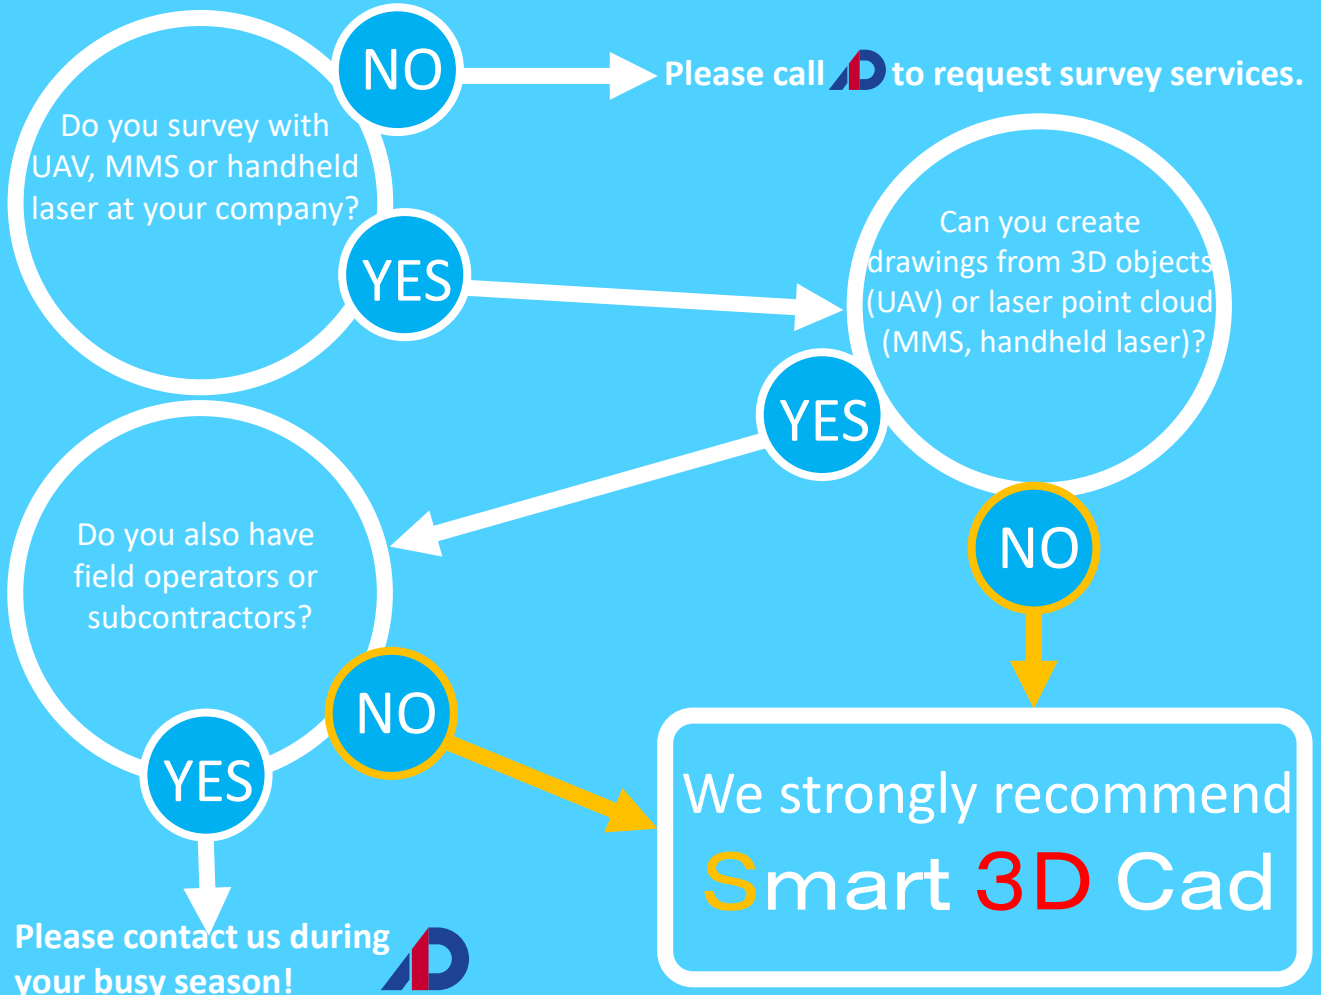 NO
Please call AD to request survey services.
Do you survey with
UAV, MMS or handheld
laser at your company?
YES
Can you create
drawings from 3D objects
(UAV) or laser point cloud
(MMS, handheld laser)?
YES
NO
Do you also have
field operators or
subcontractors?
NO
YES
We strongly recommend
Smart 3D Cad
Please contact us during
your busy season!
AD